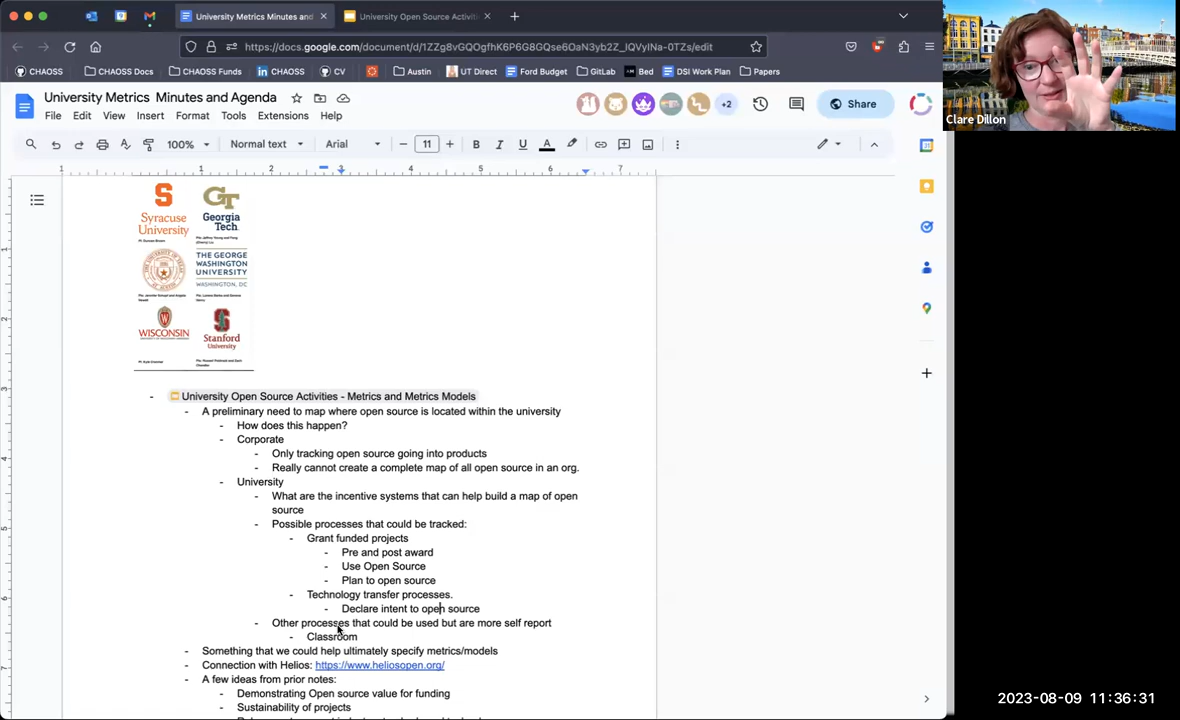 University Metrics Minutes and
University Open Source Activiti
https://docs.google.com/document/d/1ZZg8vGQOgfhK6P6G8GQse6OaN3yb2Z_IQVyINa-0TZs/edit
CHAOSS
CHAOSS Docs
CHAOSS Funds
CHAOSS
CV
Austin
UT Direct
Ford Budget
GitLab
Bed
DSI Work Plan
Papers
University Metrics Minutes and Agenda
File Edit View Insert Format Tools Extensions Help
+2
Share
100%
Normal text
Arial
11
Clare Dillon
S
Syracuse
University
GT
Georgia
Tech
THE GEORGE
WASHINGTON
UNIVERSITY
WASHINGTON, DC
WISCONSIN
Stanford
University
- University Open Source Activities - Metrics and Metrics Models
- A preliminary need to map where open source is located within the university
- How does this happen?
- Corporate
- Only tracking open source going into products
- Really cannot create a complete map of all open source in an org.
- University
- What are the incentive systems that can help build a map of open
source
- Possible processes that could be tracked:
- Grant funded projects
- Pre and post award
- Use Open Source
- Plan to open source
- Technology transfer processes.
- Declare intent to open source
- Other processes that could be used but are more self report
- Classroom
- Something that we could help ultimately specify metrics/models
- Connection with Helios: https://www.heliosopen.org/
- A few ideas from prior notes:
- Demonstrating Open source value for funding
- Sustainability of projects
2023-08-09 11:36:31